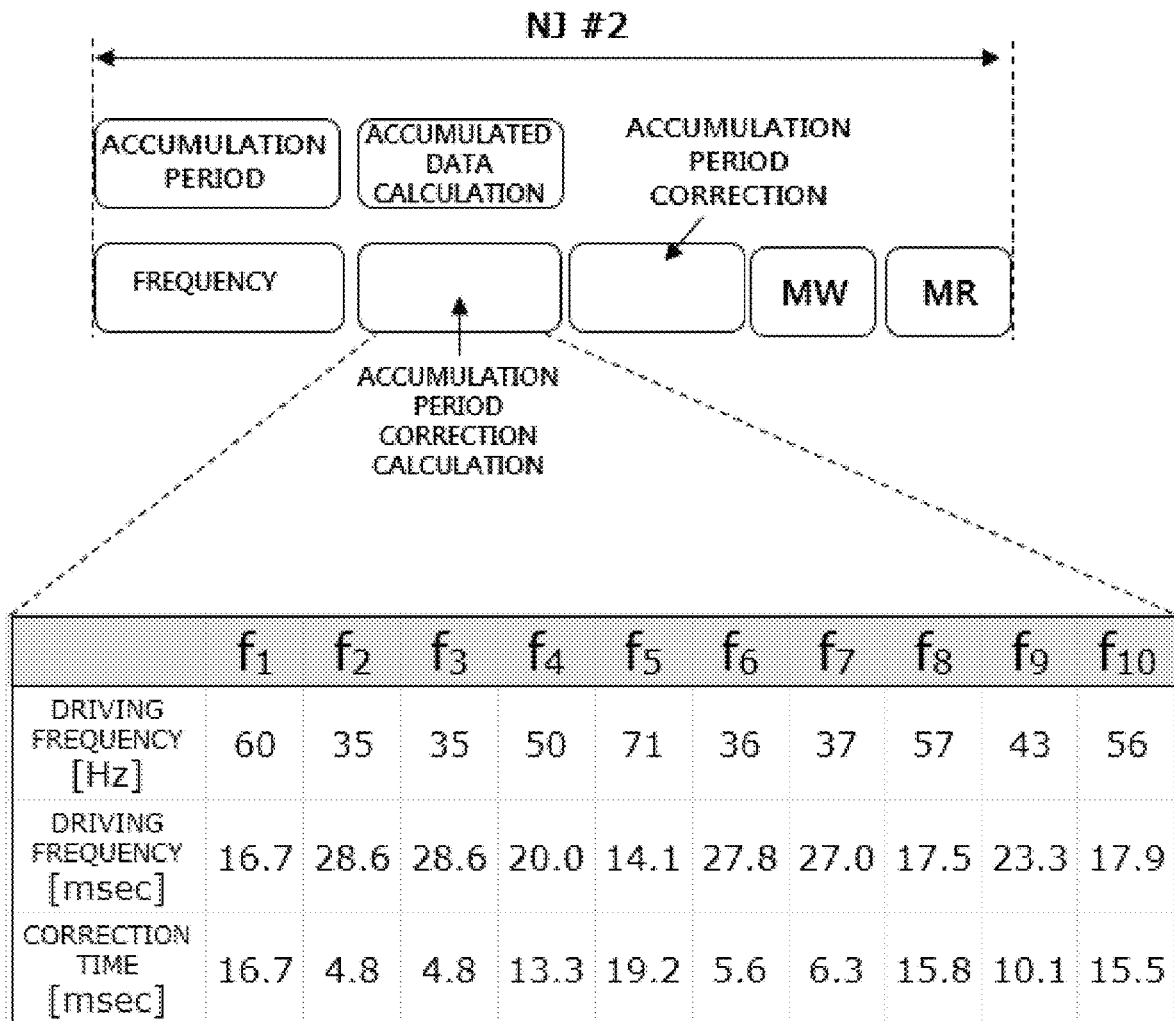 NJ #2
ACCUMULATION
PERIOD
ACCUMULATED
DATA
CALCULATION
ACCUMULATION
PERIOD
CORRECTION
FREQUENCY
MW
MR
ACCUMULATION
PERIOD
CORRECTION
CALCULATION
f1 f2 f3 f4 f5 f6 f7 f8 f9 f10
DRIVING
FREQUENCY
[Hz]
60 35 35 50 71 36 37 57 43 56
DRIVING
FREQUENCY
[msec]
16.7 28.6 28.6 20.0 14.1 27.8 27.0 17.5 23.3 17.9
CORRECTION
TIME
[msec]
16.7 4.8 4.8 13.3 19.2 5.6 6.3 15.8 10.1 15.5